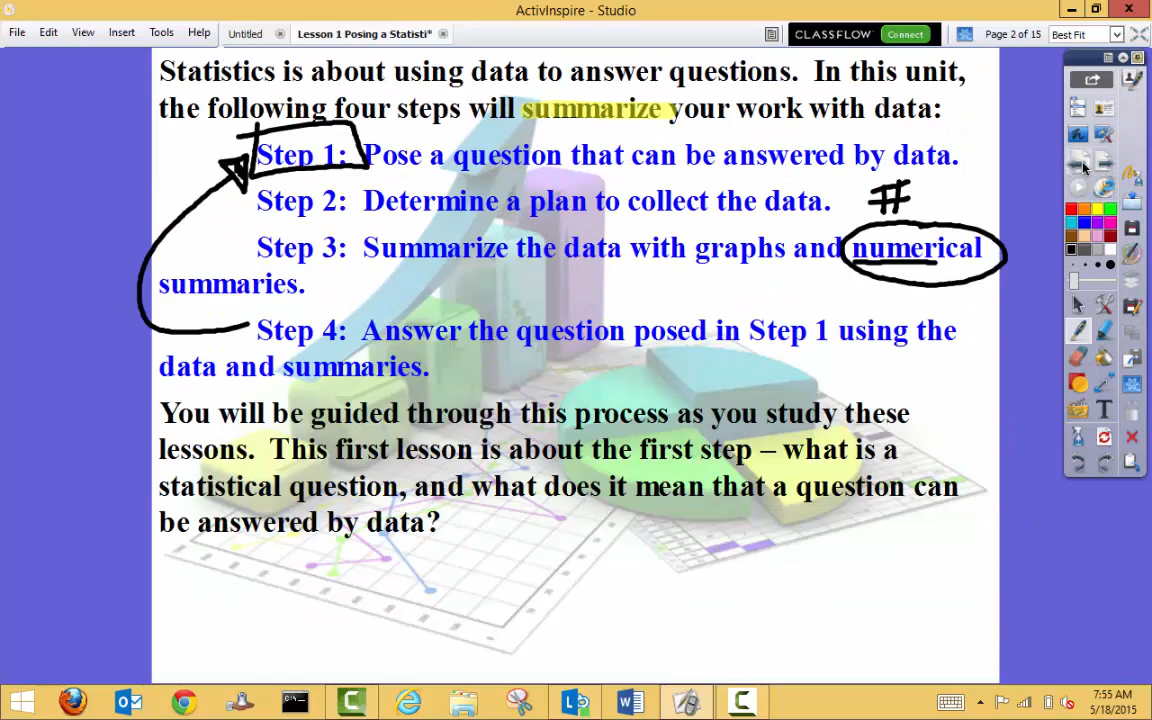 ActivInspire - Studio
File Edit View Insert Tools Help Untitled Lesson 1 Posing a Statisti* CLASSFLOW Connect Page 2 of 15 Best Fit
Statistics is about using data to answer questions. In this unit,
the following four steps will summarize your work with data:
Step 1: Pose a question that can be answered by data.
Step 2: Determine a plan to collect the data. #
Step 3: Summarize the data with graphs and numerical
summaries.
Step 4: Answer the question posed in Step 1 using the
data and summaries.
You will be guided through this process as you study these
lessons. This first lesson is about the first step – what is a
statistical question, and what does it mean that a question can
be answered by data?
7:55 AM
5/18/2015